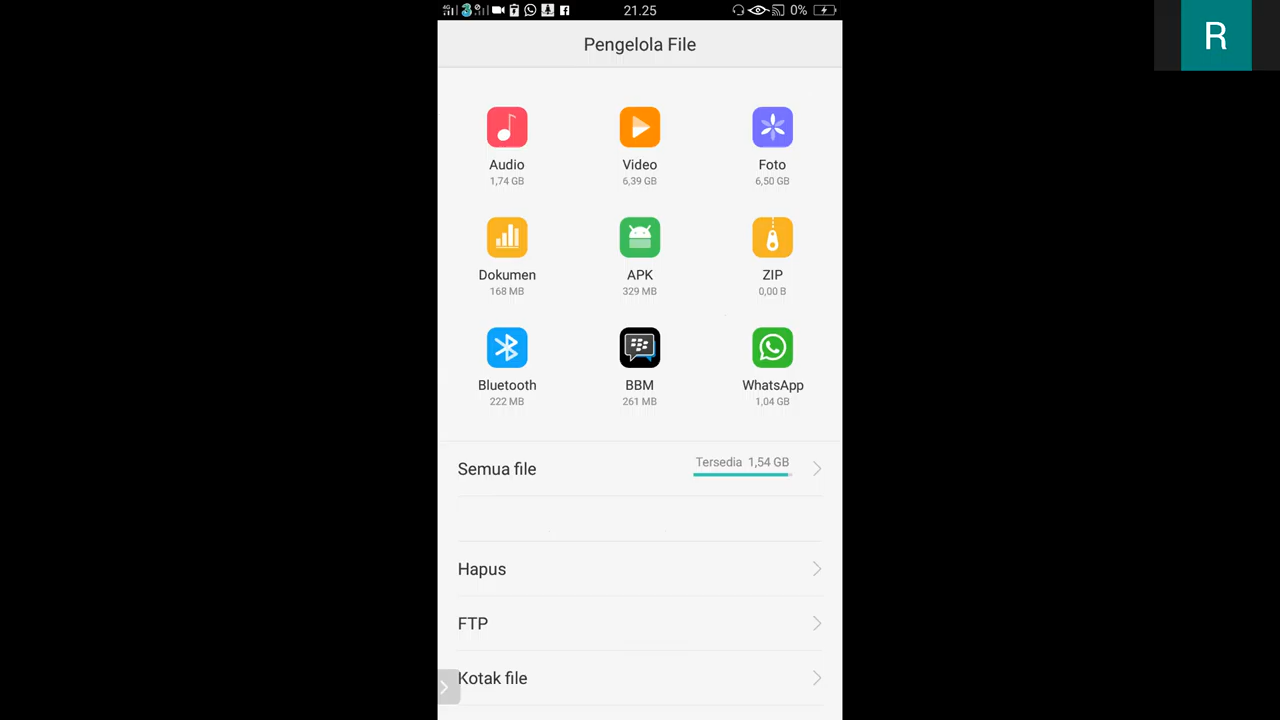 21.25 0%
R
Pengelola File
Audio Video Foto
1,74 GB 6,39 GB 6,50 GB
Dokumen APK ZIP
168 MB 329 MB 0,00 B
Bluetooth BBM WhatsApp
222 MB 261 MB 1,04 GB
Semua file Tersedia 1,54 GB
Hapus
FTP
Kotak file